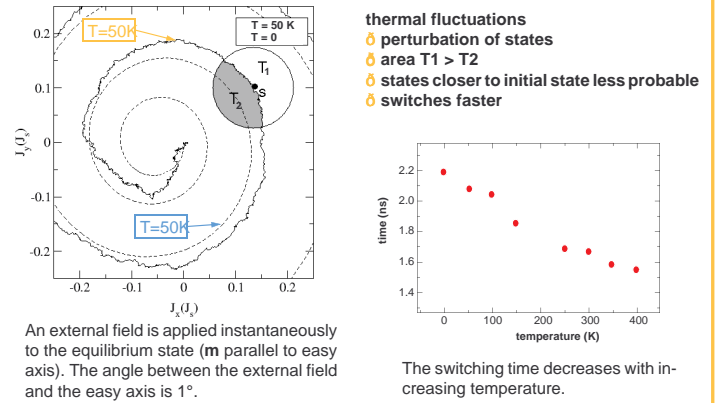 0.2
0.1
0
-0.1
-0.2
J_y(J_s)
-0.2
-0.1
0
0.1
0.2
J_x(J_s)
T=50K
T = 50 K
T = 0
T1
T2
S
T=50K
An external field is applied instantaneously
to the equilibrium state (m parallel to easy
axis). The angle between the external field
and the easy axis is 1°.
thermal fluctuations
ð perturbation of states
ð area T1 > T2
ð states closer to initial state less probable
ð switches faster
2.2
2.0
1.8
1.6
1.4
time (ns)
0
100
200
300
400
temperature (K)
The switching time decreases with in-
creasing temperature.